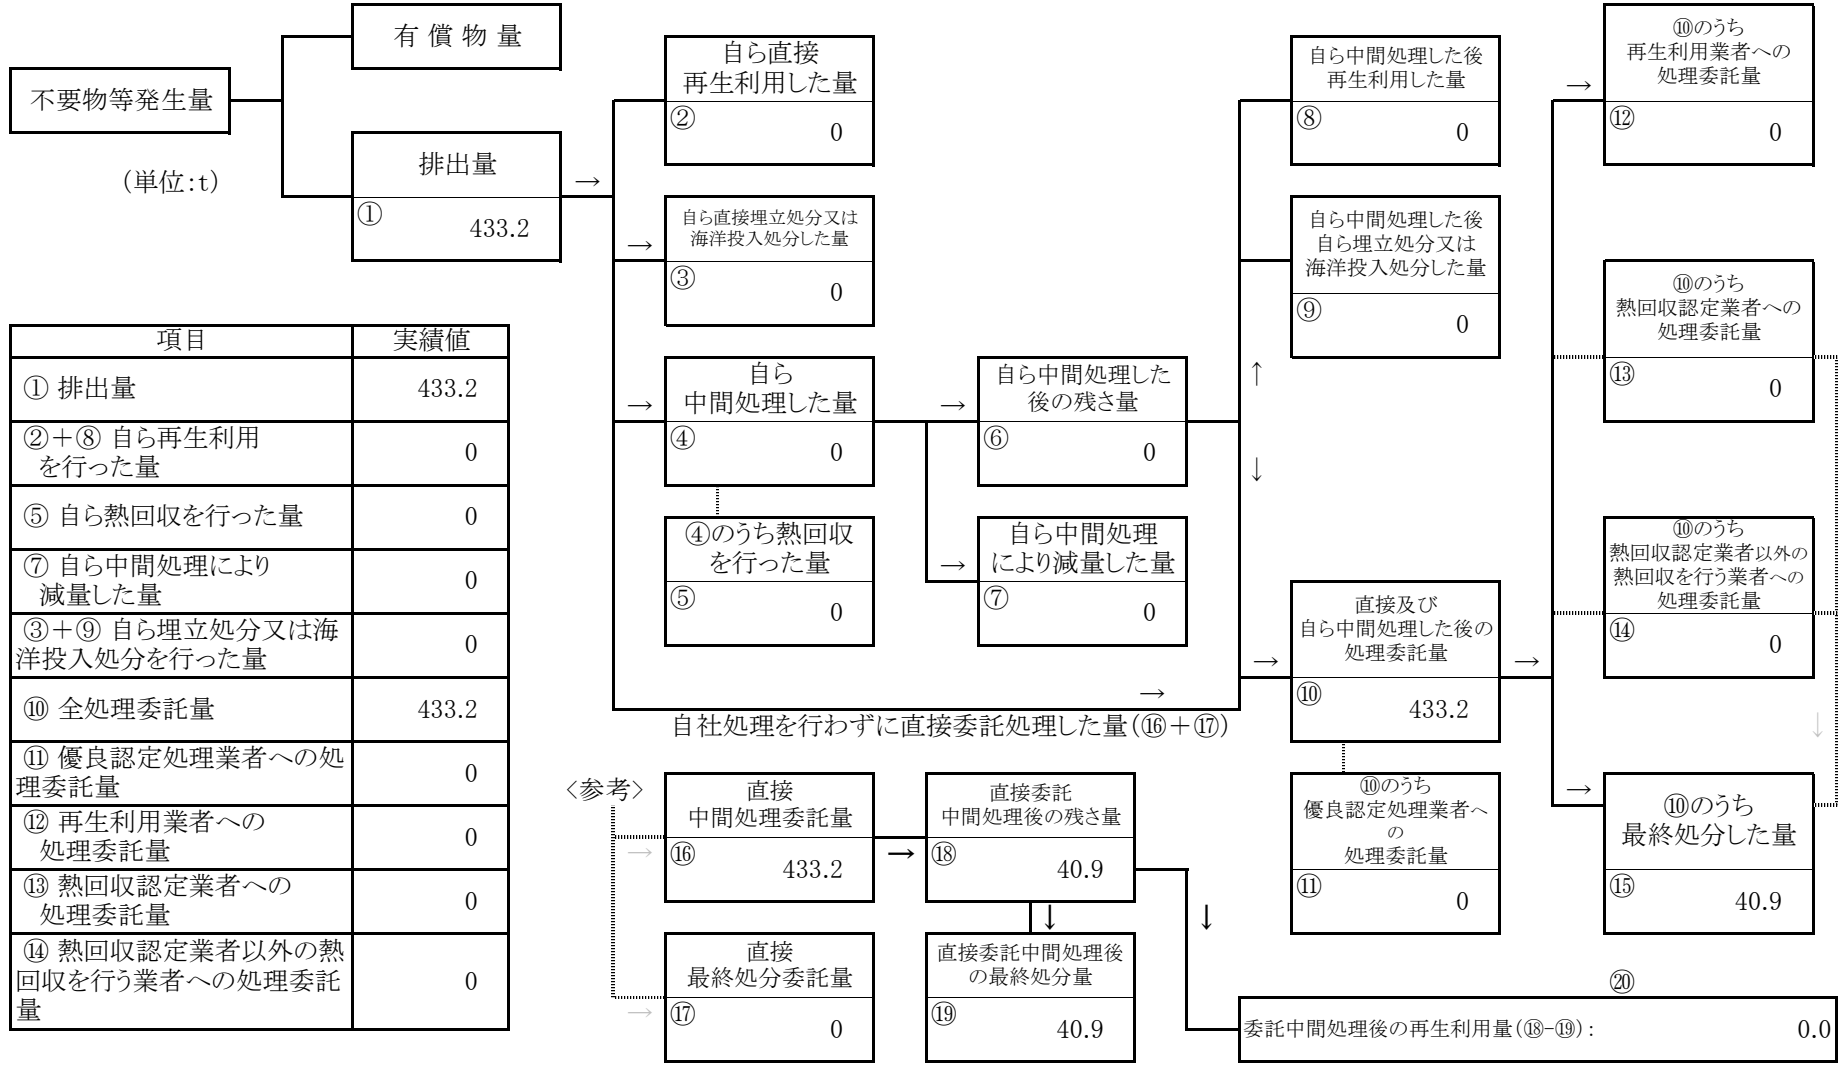 不要物等発生量
(単位:t)
有償物量
排出量
①
433.2
→
自ら直接
再生利用した量
②
0
→
自ら直接埋立処分又は
海洋投入処分した量
③
0
→
自ら
中間処理した量
④
0
④のうち熱回収
を行った量
⑤
0
→
自ら中間処理した
後の残さ量
⑥
0
→
自ら中間処理
により減量した量
⑦
0
↑
↓
自ら中間処理した後
再生利用した量
⑧
0
自ら中間処理した後
自ら埋立処分又は
海洋投入処分した量
⑨
0
→
自社処理を行わずに直接委託処理した量(⑯+⑰)
→
直接及び
自ら中間処理した後の
処理委託量
⑩
433.2
→
⑩のうち
優良認定処理業者へ
の
処理委託量
⑪
0
→
⑩のうち
再生利用業者への
処理委託量
⑫
0
⑩のうち
熱回収認定業者への
処理委託量
⑬
0
⑩のうち
熱回収認定業者以外の
熱回収を行う業者への
処理委託量
⑭
0
↓
→
⑩のうち
最終処分した量
⑮
40.9
項目 実績値
① 排出量 433.2
②+⑧ 自ら再生利用
を行った量 0
⑤ 自ら熱回収を行った量 0
⑦ 自ら中間処理により
減量した量 0
③+⑨ 自ら埋立処分又は海
洋投入処分を行った量 0
⑩ 全処理委託量 433.2
⑪ 優良認定処理業者への処
理委託量 0
⑫ 再生利用業者への
処理委託量 0
⑬ 熱回収認定業者への
処理委託量 0
⑭ 熱回収認定業者以外の熱
回収を行う業者への処理委託
量 0
<参考>
→
直接
中間処理委託量
⑯
433.2
→
直接委託
中間処理後の残さ量
⑱
40.9
↓
↓
→
直接
最終処分委託量
⑰
0
直接委託中間処理後
の最終処分量
⑲
40.9
⑳
委託中間処理後の再生利用量(⑱-⑲): 0.0